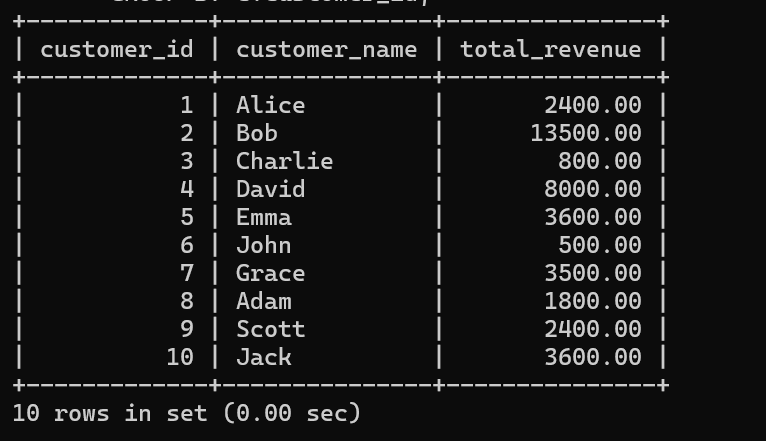 +-------------+---------------+---------------+
| customer_id | customer_name | total_revenue |
+-------------+---------------+---------------+
|           1 | Alice         |       2400.00 |
|           2 | Bob           |      13500.00 |
|           3 | Charlie       |        800.00 |
|           4 | David         |       8000.00 |
|           5 | Emma          |       3600.00 |
|           6 | John          |        500.00 |
|           7 | Grace         |       3500.00 |
|           8 | Adam          |       1800.00 |
|           9 | Scott         |       2400.00 |
|          10 | Jack          |       3600.00 |
+-------------+---------------+---------------+
10 rows in set (0.00 sec)